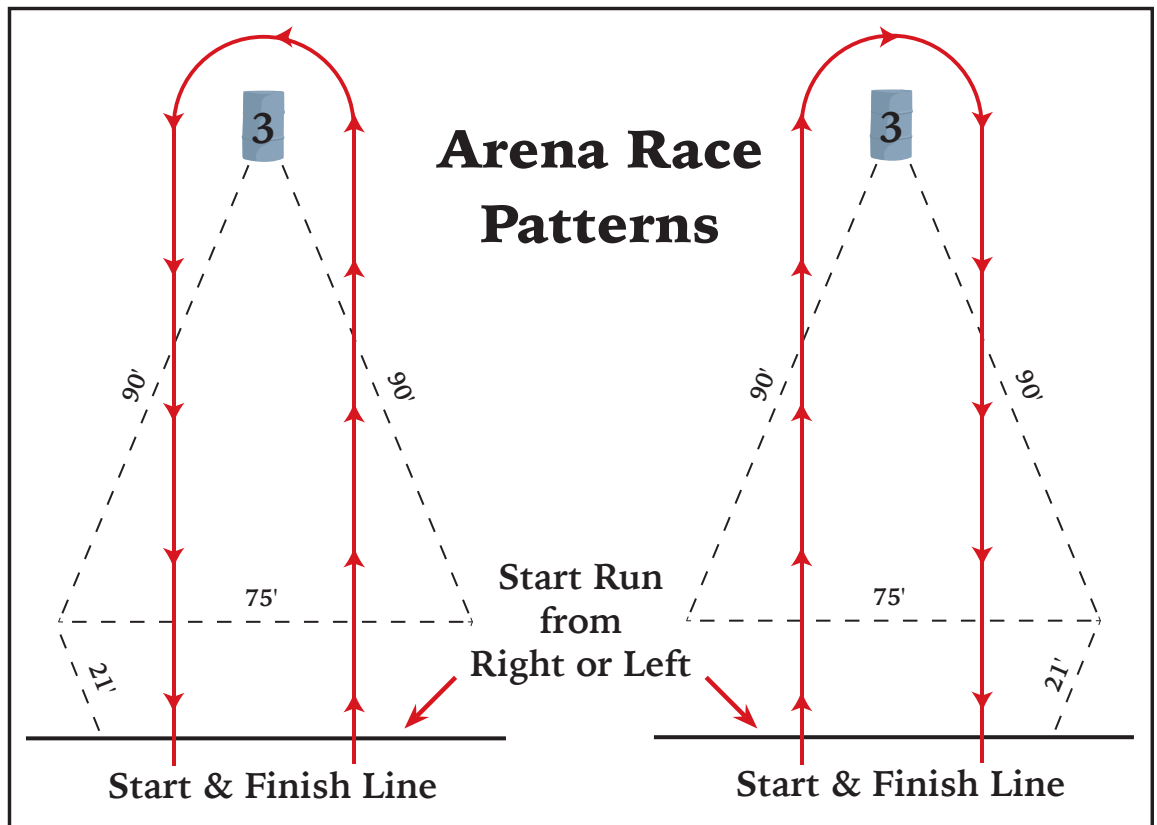 3
3
Arena Race
Patterns
90'
90'
90'
90'
75'
75'
21'
21'
Start Run
from
Right or Left
Start & Finish Line
Start & Finish Line